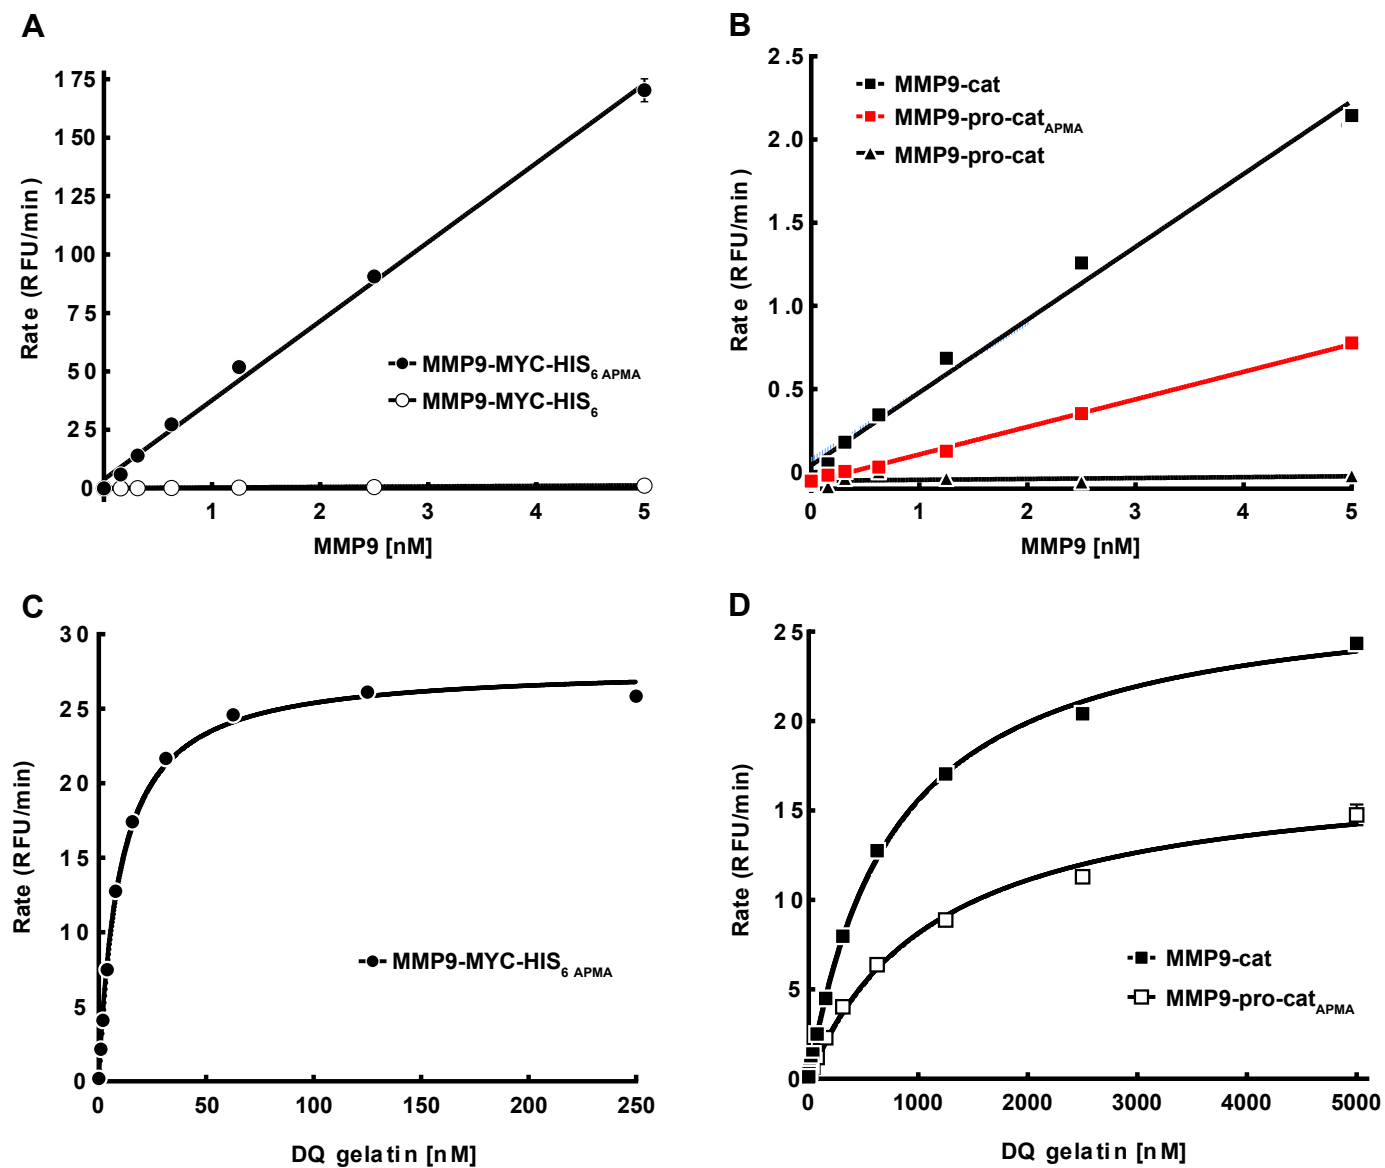 A
Rate (RFU/min)
175
150
125
100
75
50
25
0
1
2
3
4
5
MMP9 [nM]
MMP9-MYC-HIS6 APMA
MMP9-MYC-HIS6
B
Rate (RFU/min)
2.5
2.0
1.5
1.0
0.5
0
0
1
2
3
4
5
MMP9 [nM]
MMP9-cat
MMP9-pro-catAPMA
MMP9-pro-cat
C
Rate (RFU/min)
30
25
20
15
10
5
0
0
50
100
150
200
250
DQ gelatin [nM]
MMP9-MYC-HIS6 APMA
D
Rate (RFU/min)
25
20
15
10
5
0
0
1000
2000
3000
4000
5000
DQ gelatin [nM]
MMP9-cat
MMP9-pro-catAPMA